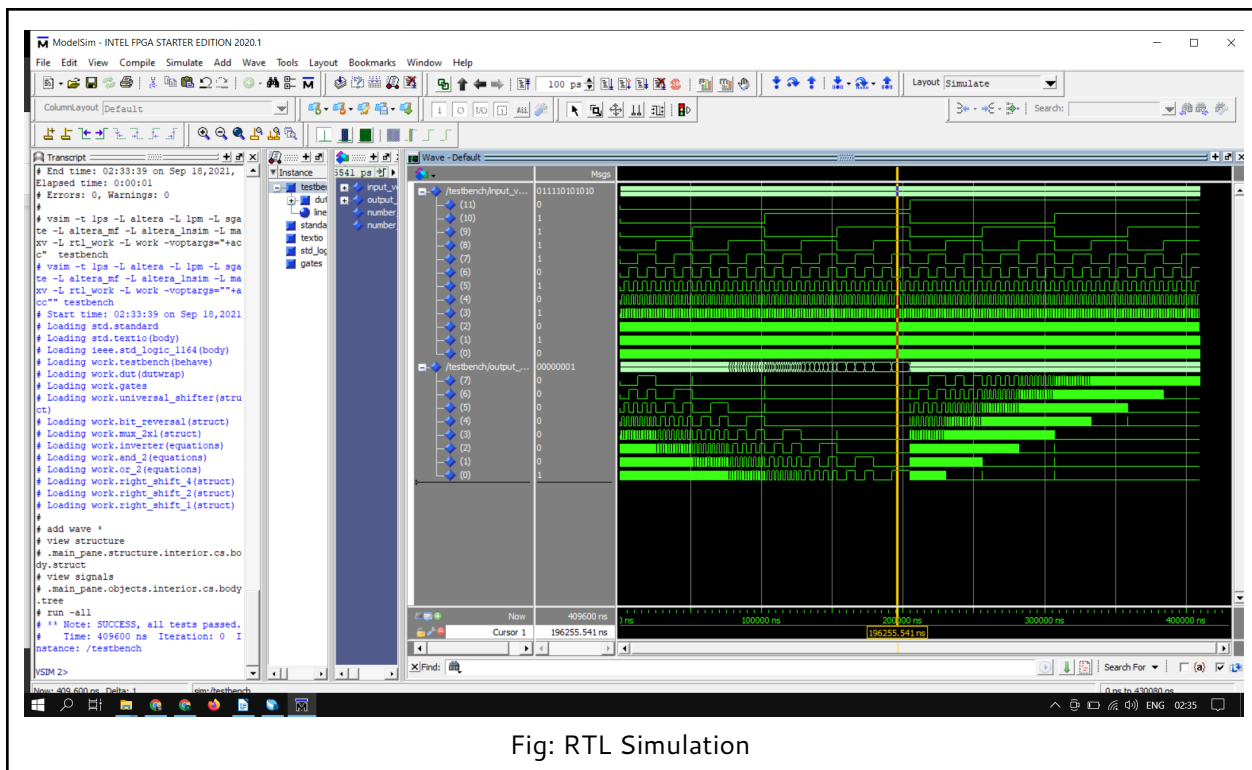 ModelSim - INTEL FPGA STARTER EDITION 2020.1
File Edit View Compile Simulate Add Wave Tools Layout Bookmarks Window Help
100 ps
Layout Simulate
ColumnLayout Default
ALL
Search:
Transcript
# End time: 02:33:39 on Sep 18,2021,
Elapsed time: 0:00:01
# Errors: 0, Warnings: 0
#
# vsim -t 1ps -L altera -L lpm -L sga
te -L altera_mf -L altera_lnsim -L ma
xv -L rtl_work -L work -voptargs="+ac
c"  testbench
# vsim -t 1ps -L altera -L lpm -L sga
te -L altera_mf -L altera_lnsim -L ma
xv -L rtl_work -L work -voptargs=""+a
cc"" testbench
# Start time: 02:33:39 on Sep 18,2021
# Loading std.standard
# Loading std.textio(body)
# Loading ieee.std_logic_1164(body)
# Loading work.testbench(behave)
# Loading work.dut(dutwrap)
# Loading work.gates
# Loading work.universal_shifter(stru
ct)
# Loading work.bit_reversal(struct)
# Loading work.mux_2x1(struct)
# Loading work.inverter(equations)
# Loading work.and_2(equations)
# Loading work.or_2(equations)
# Loading work.right_shift_4(struct)
# Loading work.right_shift_2(struct)
# Loading work.right_shift_1(struct)
#
# add wave *
# view structure
# .main_pane.structure.interior.cs.bo
dy.struct
# view signals
# .main_pane.objects.interior.cs.body
.tree
# run -all
# ** Note: SUCCESS, all tests passed.
#    Time: 409600 ns  Iteration: 0  I
nstance: /testbench
VSIM 2>
Instance
testbe
du
line
standa
textio
std_log
gates
5541 ps
input_v
output_
number_
number
Wave - Default
Msgs
/testbench/input_v... 011110101010
(11) 0
(10) 1
(9) 1
(8) 1
(7) 1
(6) 0
(5) 1
(4) 0
(3) 1
(2) 0
(1) 1
(0) 0
/testbench/output_... 00000001
(7) 0
(6) 0
(5) 0
(4) 0
(3) 0
(2) 0
(1) 0
(0) 1
Now 409600 ns
Cursor 1 196255.541 ns
100000 ns 200000 ns 300000 ns 400000 ns
196255.541 ns
Find:
Search For
(a)
Now: 409,600 ns Delta: 1 sim:/testbench 0 ns to 430080 ns
ENG 02:35
Fig: RTL Simulation